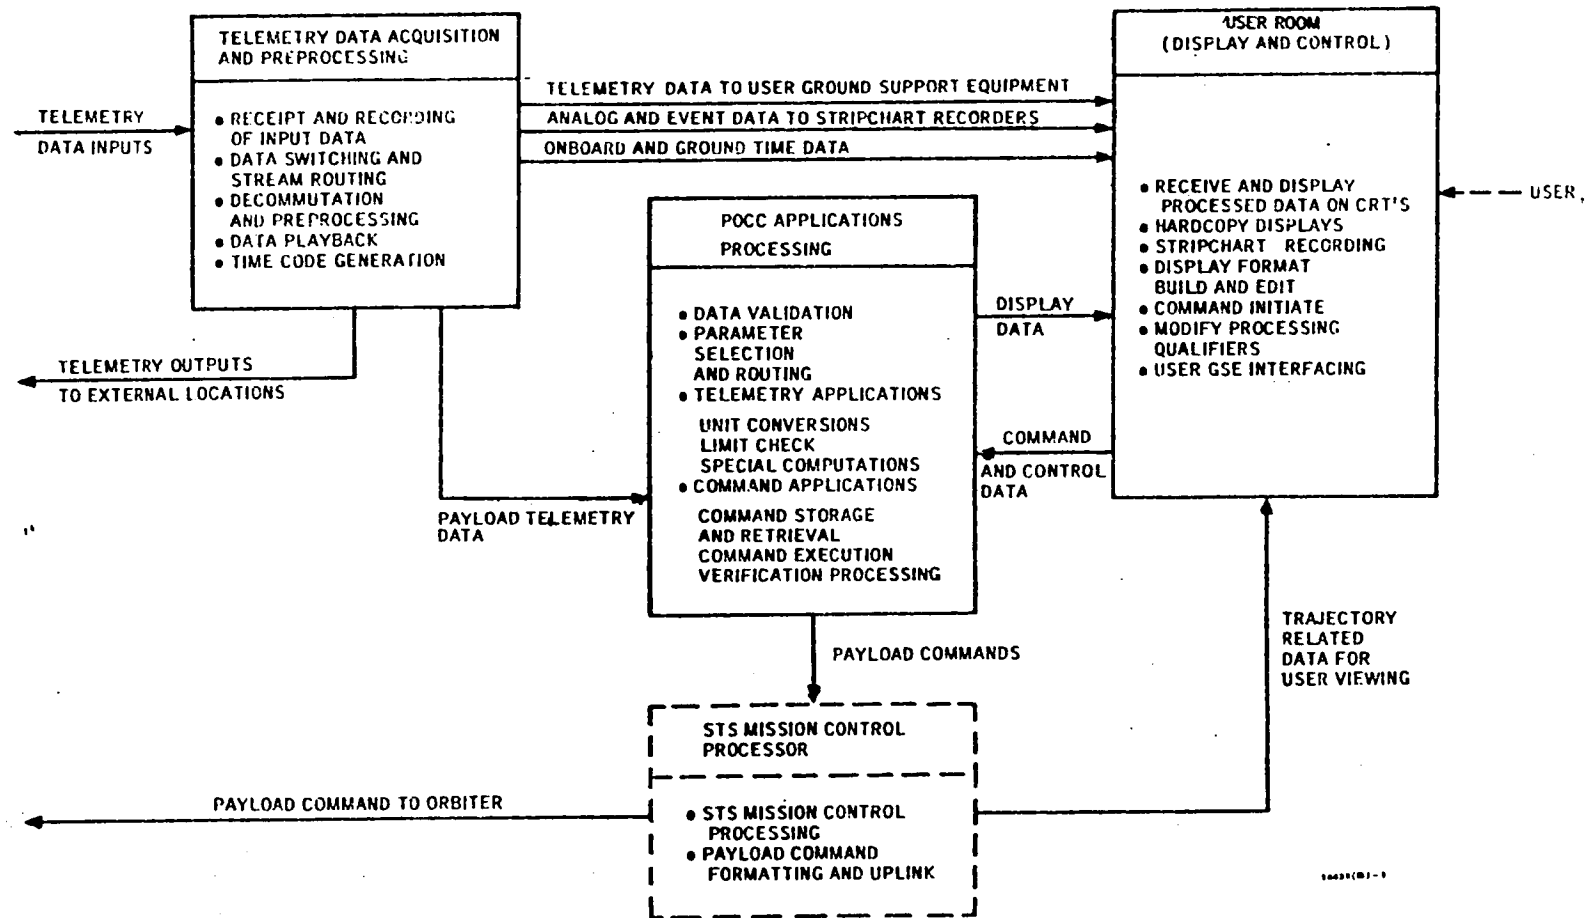 TELEMETRY DATA ACQUISITION
AND PREPROCESSING
• RECEIPT AND RECORDING
OF INPUT DATA
• DATA SWITCHING AND
STREAM ROUTING
• DECOMMUTATION
AND PREPROCESSING
• DATA PLAYBACK
• TIME CODE GENERATION
TELEMETRY
DATA INPUTS
TELEMETRY OUTPUTS
TO EXTERNAL LOCATIONS
TELEMETRY DATA TO USER GROUND SUPPORT EQUIPMENT
ANALOG AND EVENT DATA TO STRIPCHART RECORDERS
ONBOARD AND GROUND TIME DATA
USER ROOM
(DISPLAY AND CONTROL)
• RECEIVE AND DISPLAY
PROCESSED DATA ON CRT'S
• HARDCOPY DISPLAYS
• STRIPCHART RECORDING
• DISPLAY FORMAT
BUILD AND EDIT
• COMMAND INITIATE
• MODIFY PROCESSING
QUALIFIERS
• USER GSE INTERFACING
USER
POCC APPLICATIONS
PROCESSING
• DATA VALIDATION
• PARAMETER
SELECTION
AND ROUTING
• TELEMETRY APPLICATIONS
UNIT CONVERSIONS
LIMIT CHECK
SPECIAL COMPUTATIONS
• COMMAND APPLICATIONS
COMMAND STORAGE
AND RETRIEVAL
COMMAND EXECUTION
VERIFICATION PROCESSING
DISPLAY
DATA
COMMAND
AND CONTROL
DATA
PAYLOAD TELEMETRY
DATA
PAYLOAD COMMANDS
TRAJECTORY
RELATED
DATA FOR
USER VIEWING
STS MISSION CONTROL
PROCESSOR
• STS MISSION CONTROL
PROCESSING
• PAYLOAD COMMAND
FORMATTING AND UPLINK
PAYLOAD COMMAND TO ORBITER